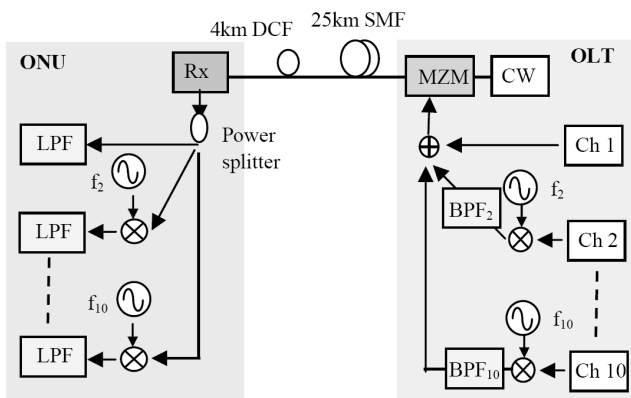 4km DCF
25km SMF
ONU
Rx
MZM
CW
OLT
LPF
Power
splitter
Ch 1
f₂
f₂
BPF₂
LPF
Ch 2
f₁₀
f₁₀
LPF
BPF₁₀
Ch 10